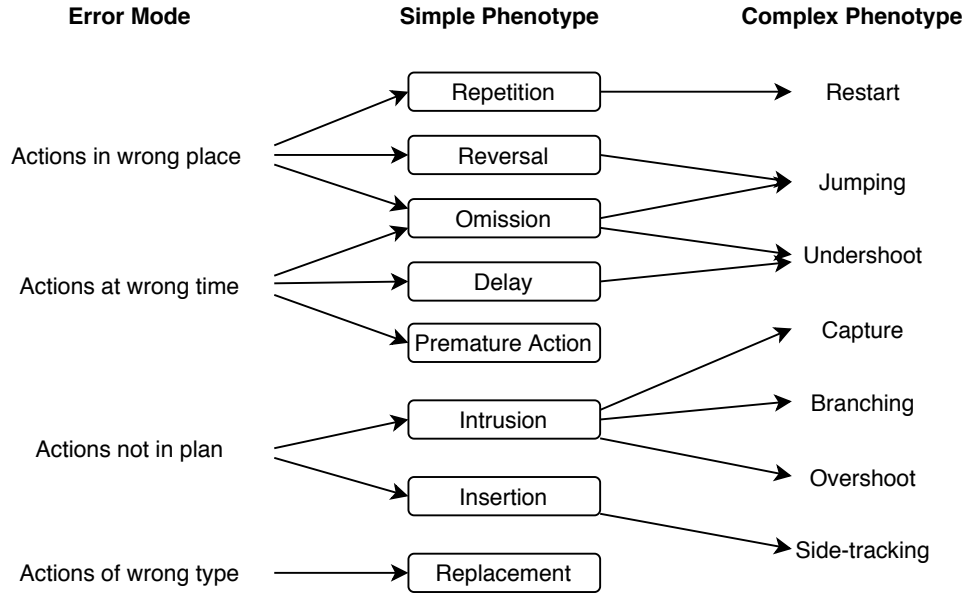 Error Mode
Simple Phenotype
Complex Phenotype
Repetition
Restart
Actions in wrong place
Reversal
Jumping
Omission
Undershoot
Actions at wrong time
Delay
Premature Action
Capture
Intrusion
Branching
Actions not in plan
Overshoot
Insertion
Side-tracking
Actions of wrong type
Replacement